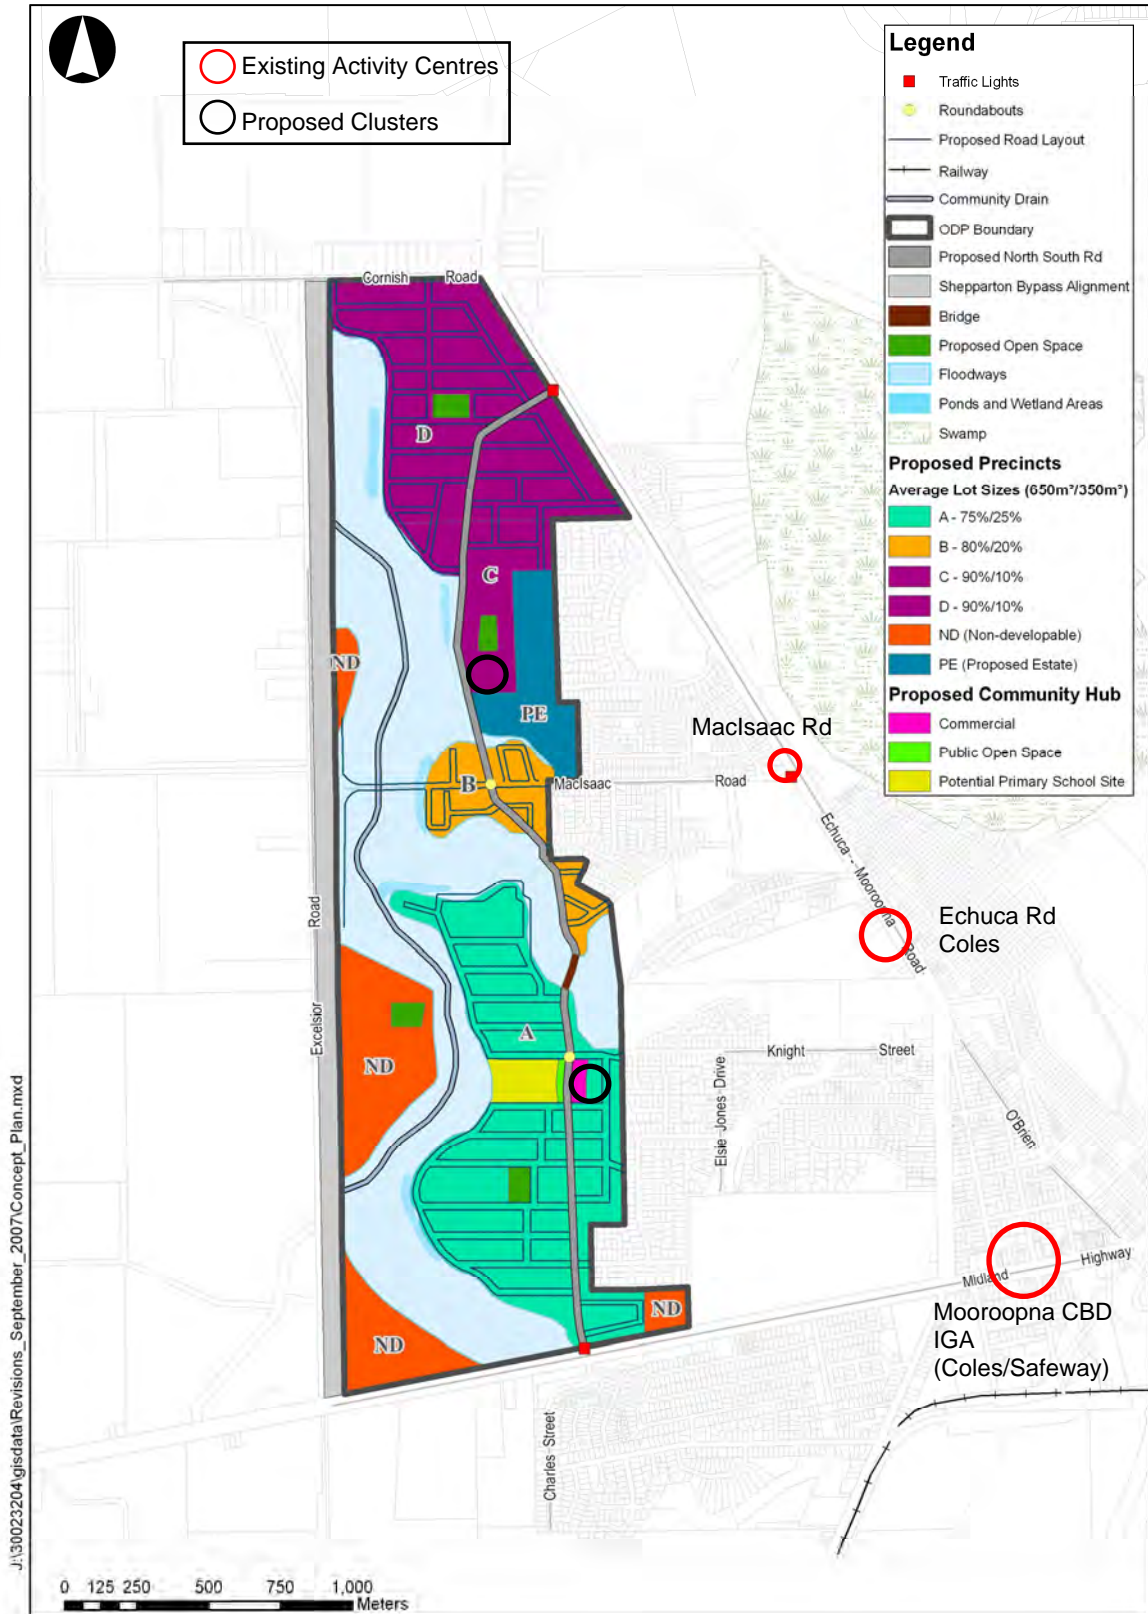 Existing Activity Centres
Proposed Clusters
Legend
Traffic Lights
Roundabouts
Proposed Road Layout
Railway
Community Drain
ODP Boundary
Proposed North South Rd
Shepparton Bypass Alignment
Bridge
Proposed Open Space
Floodways
Ponds and Wetland Areas
Swamp
Proposed Precincts
Average Lot Sizes (650m²/350m²)
A - 75%/25%
B - 80%/20%
C - 90%/10%
D - 90%/10%
ND (Non-developable)
PE (Proposed Estate)
Proposed Community Hub
Commercial
Public Open Space
Potential Primary School Site
Cornish Road
D
C
ND
PE
MacIsaac Rd
B
MacIsaac Road
Echuca - Mooroopna Road
Echuca Rd
Coles
Excelsior Road
A
ND
Knight Street
Elsie Jones Drive
O'Brien
Midland Highway
ND
ND
Mooroopna CBD
IGA
(Coles/Safeway)
Charles Street
J:\30023204\gisdata\Revisions_September_2007\Concept_Plan.mxd
0 125 250 500 750 1,000
Meters